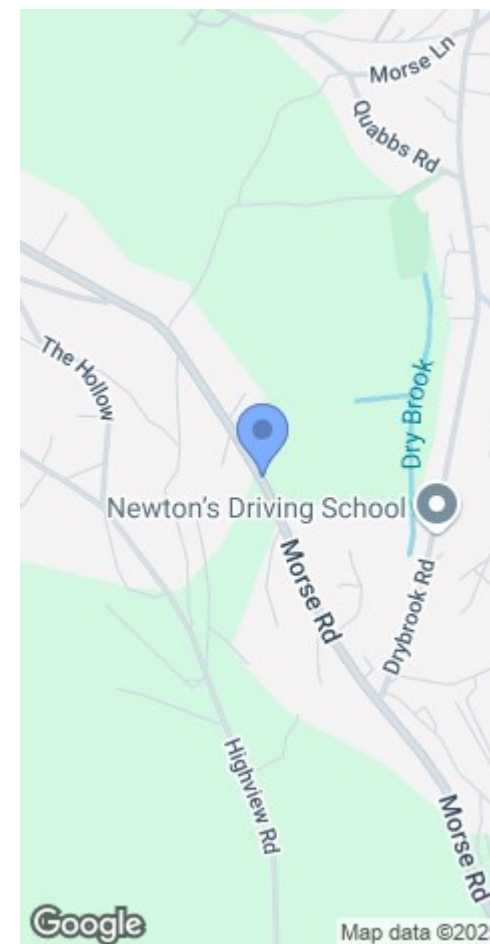 Morse Ln
Quabbs Rd
The Hollow
Dry Brook
Newton's Driving School
Morse Rd
Drybrook Rd
Highview Rd
Morse Rd
Google
Map data ©202